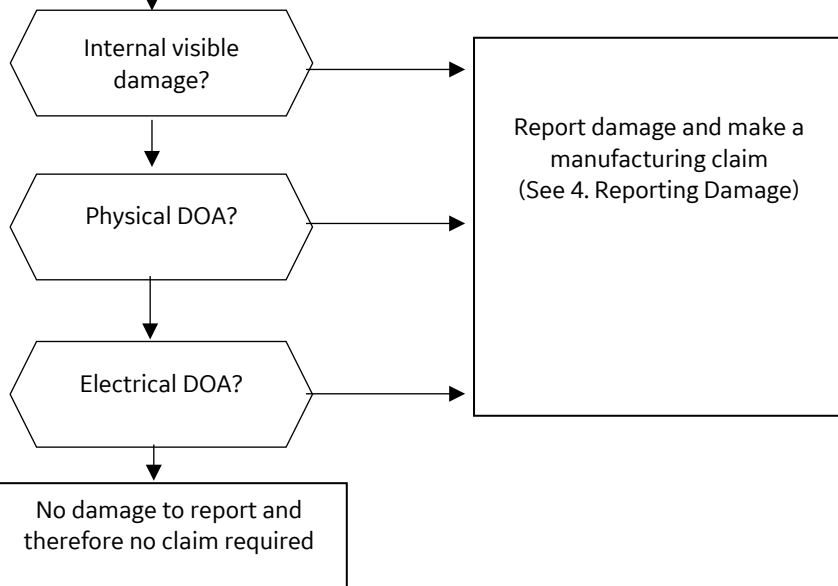 Internal visible
damage?
Report damage and make a
manufacturing claim
(See 4. Reporting Damage)
Physical DOA?
Electrical DOA?
No damage to report and
therefore no claim required